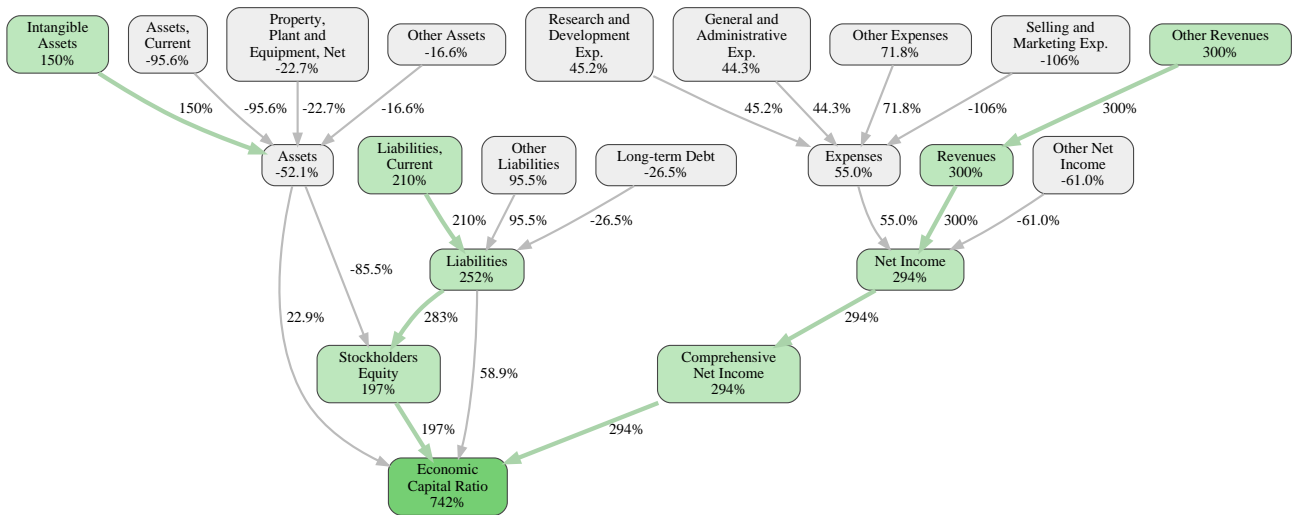 Intangible
Assets
150%
Assets,
Current
-95.6%
Property,
Plant and
Equipment, Net
-22.7%
Other Assets
-16.6%
Research and
Development
Exp.
45.2%
General and
Administrative
Exp.
44.3%
Other Expenses
71.8%
Selling and
Marketing Exp.
-106%
Other Revenues
300%
150%
-95.6%
-22.7%
-16.6%
45.2%
44.3%
71.8%
-106%
300%
Assets
-52.1%
Liabilities,
Current
210%
Other
Liabilities
95.5%
Long-term Debt
-26.5%
Expenses
55.0%
Revenues
300%
Other Net
Income
-61.0%
210%
95.5%
-26.5%
55.0%
300%
-61.0%
-85.5%
Liabilities
252%
Net Income
294%
22.9%
283%
294%
Stockholders
Equity
197%
58.9%
Comprehensive
Net Income
294%
197%
294%
Economic
Capital Ratio
742%